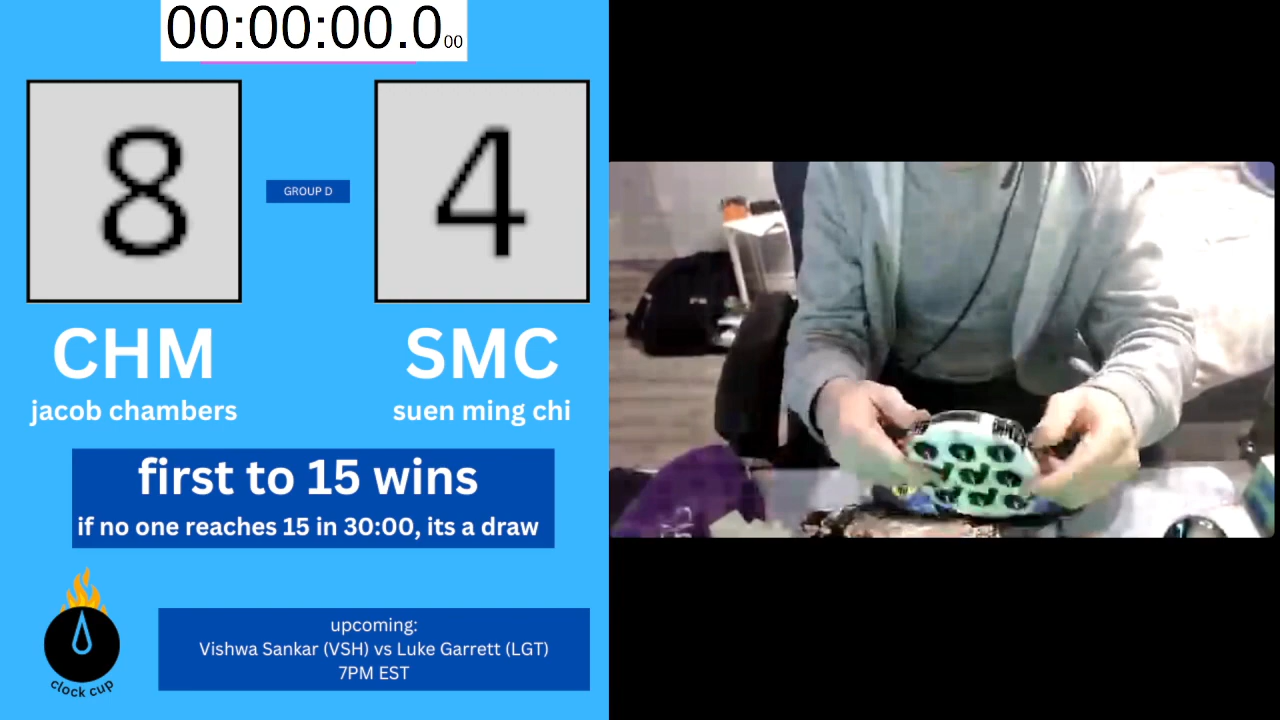 00:00:00.000
8
GROUP D
4
CHM
SMC
jacob chambers
suen ming chi
first to 15 wins
if no one reaches 15 in 30:00, its a draw
clock cup
upcoming:
Vishwa Sankar (VSH) vs Luke Garrett (LGT)
7PM EST